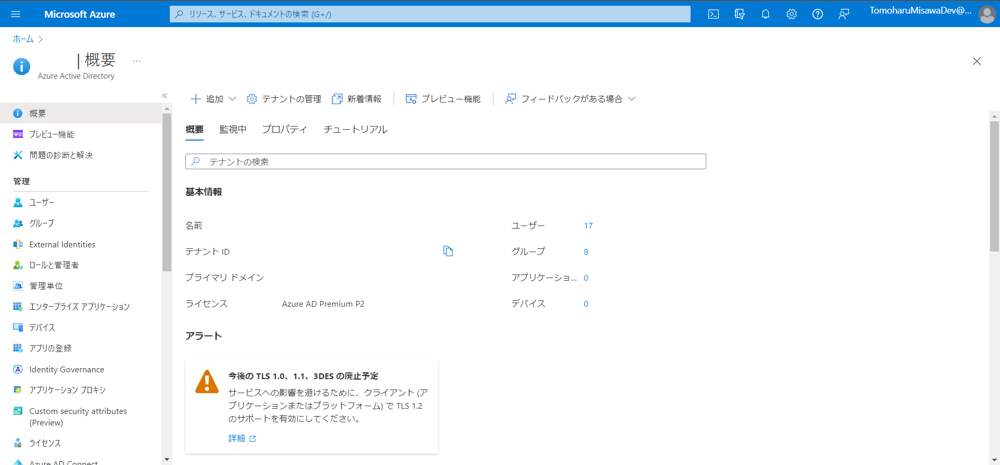 Microsoft Azure
リソース、サービス、ドキュメントの検索 (G+/)
TomoharuMisawaDev@...
ホーム
| 概要 ...
Azure Active Directory
概要
プレビュー機能
問題の診断と解決
管理
ユーザー
グループ
External Identities
ロールと管理者
管理単位
エンタープライズ アプリケーション
デバイス
アプリの登録
Identity Governance
アプリケーション プロキシ
Custom security attributes
(Preview)
ライセンス
Azure AD Connect
追加
テナントの管理
新着情報
プレビュー機能
フィードバックがある場合
概要
監視中
プロパティ
チュートリアル
テナントの検索
基本情報
名前
テナント ID
プライマリ ドメイン
ライセンス Azure AD Premium P2
ユーザー 17
グループ 8
アプリケーショ... 0
デバイス 0
アラート
今後の TLS 1.0、1.1、3DES の廃止予定
サービスへの影響を避けるために、クライアント (ア
プリケーションまたはプラットフォーム) で TLS 1.2
のサポートを有効にしてください。
詳細